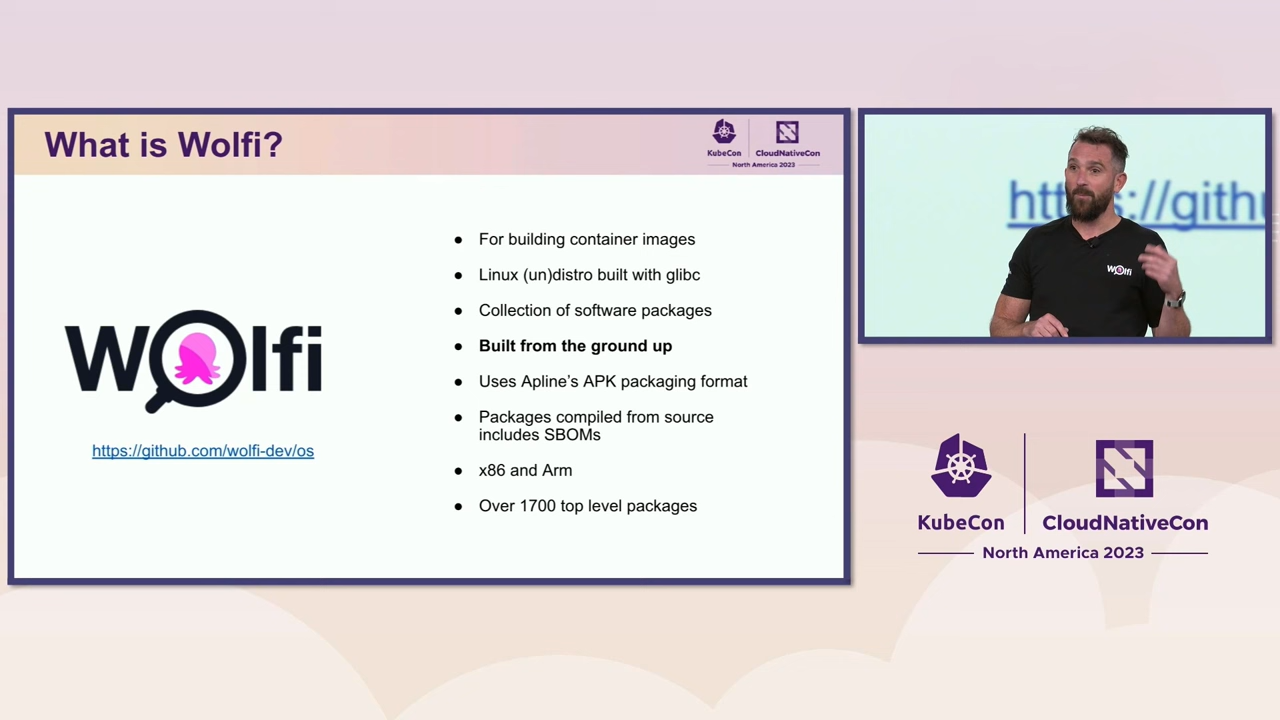 What is Wolfi?
KubeCon
CloudNativeCon
North America 2023
Wolfi
https://github.com/wolfi-dev/os
● For building container images
● Linux (un)distro built with glibc
● Collection of software packages
● Built from the ground up
● Uses Apline’s APK packaging format
● Packages compiled from source
includes SBOMs
● x86 and Arm
● Over 1700 top level packages
https://gith
Wolfi
KubeCon
CloudNativeCon
North America 2023